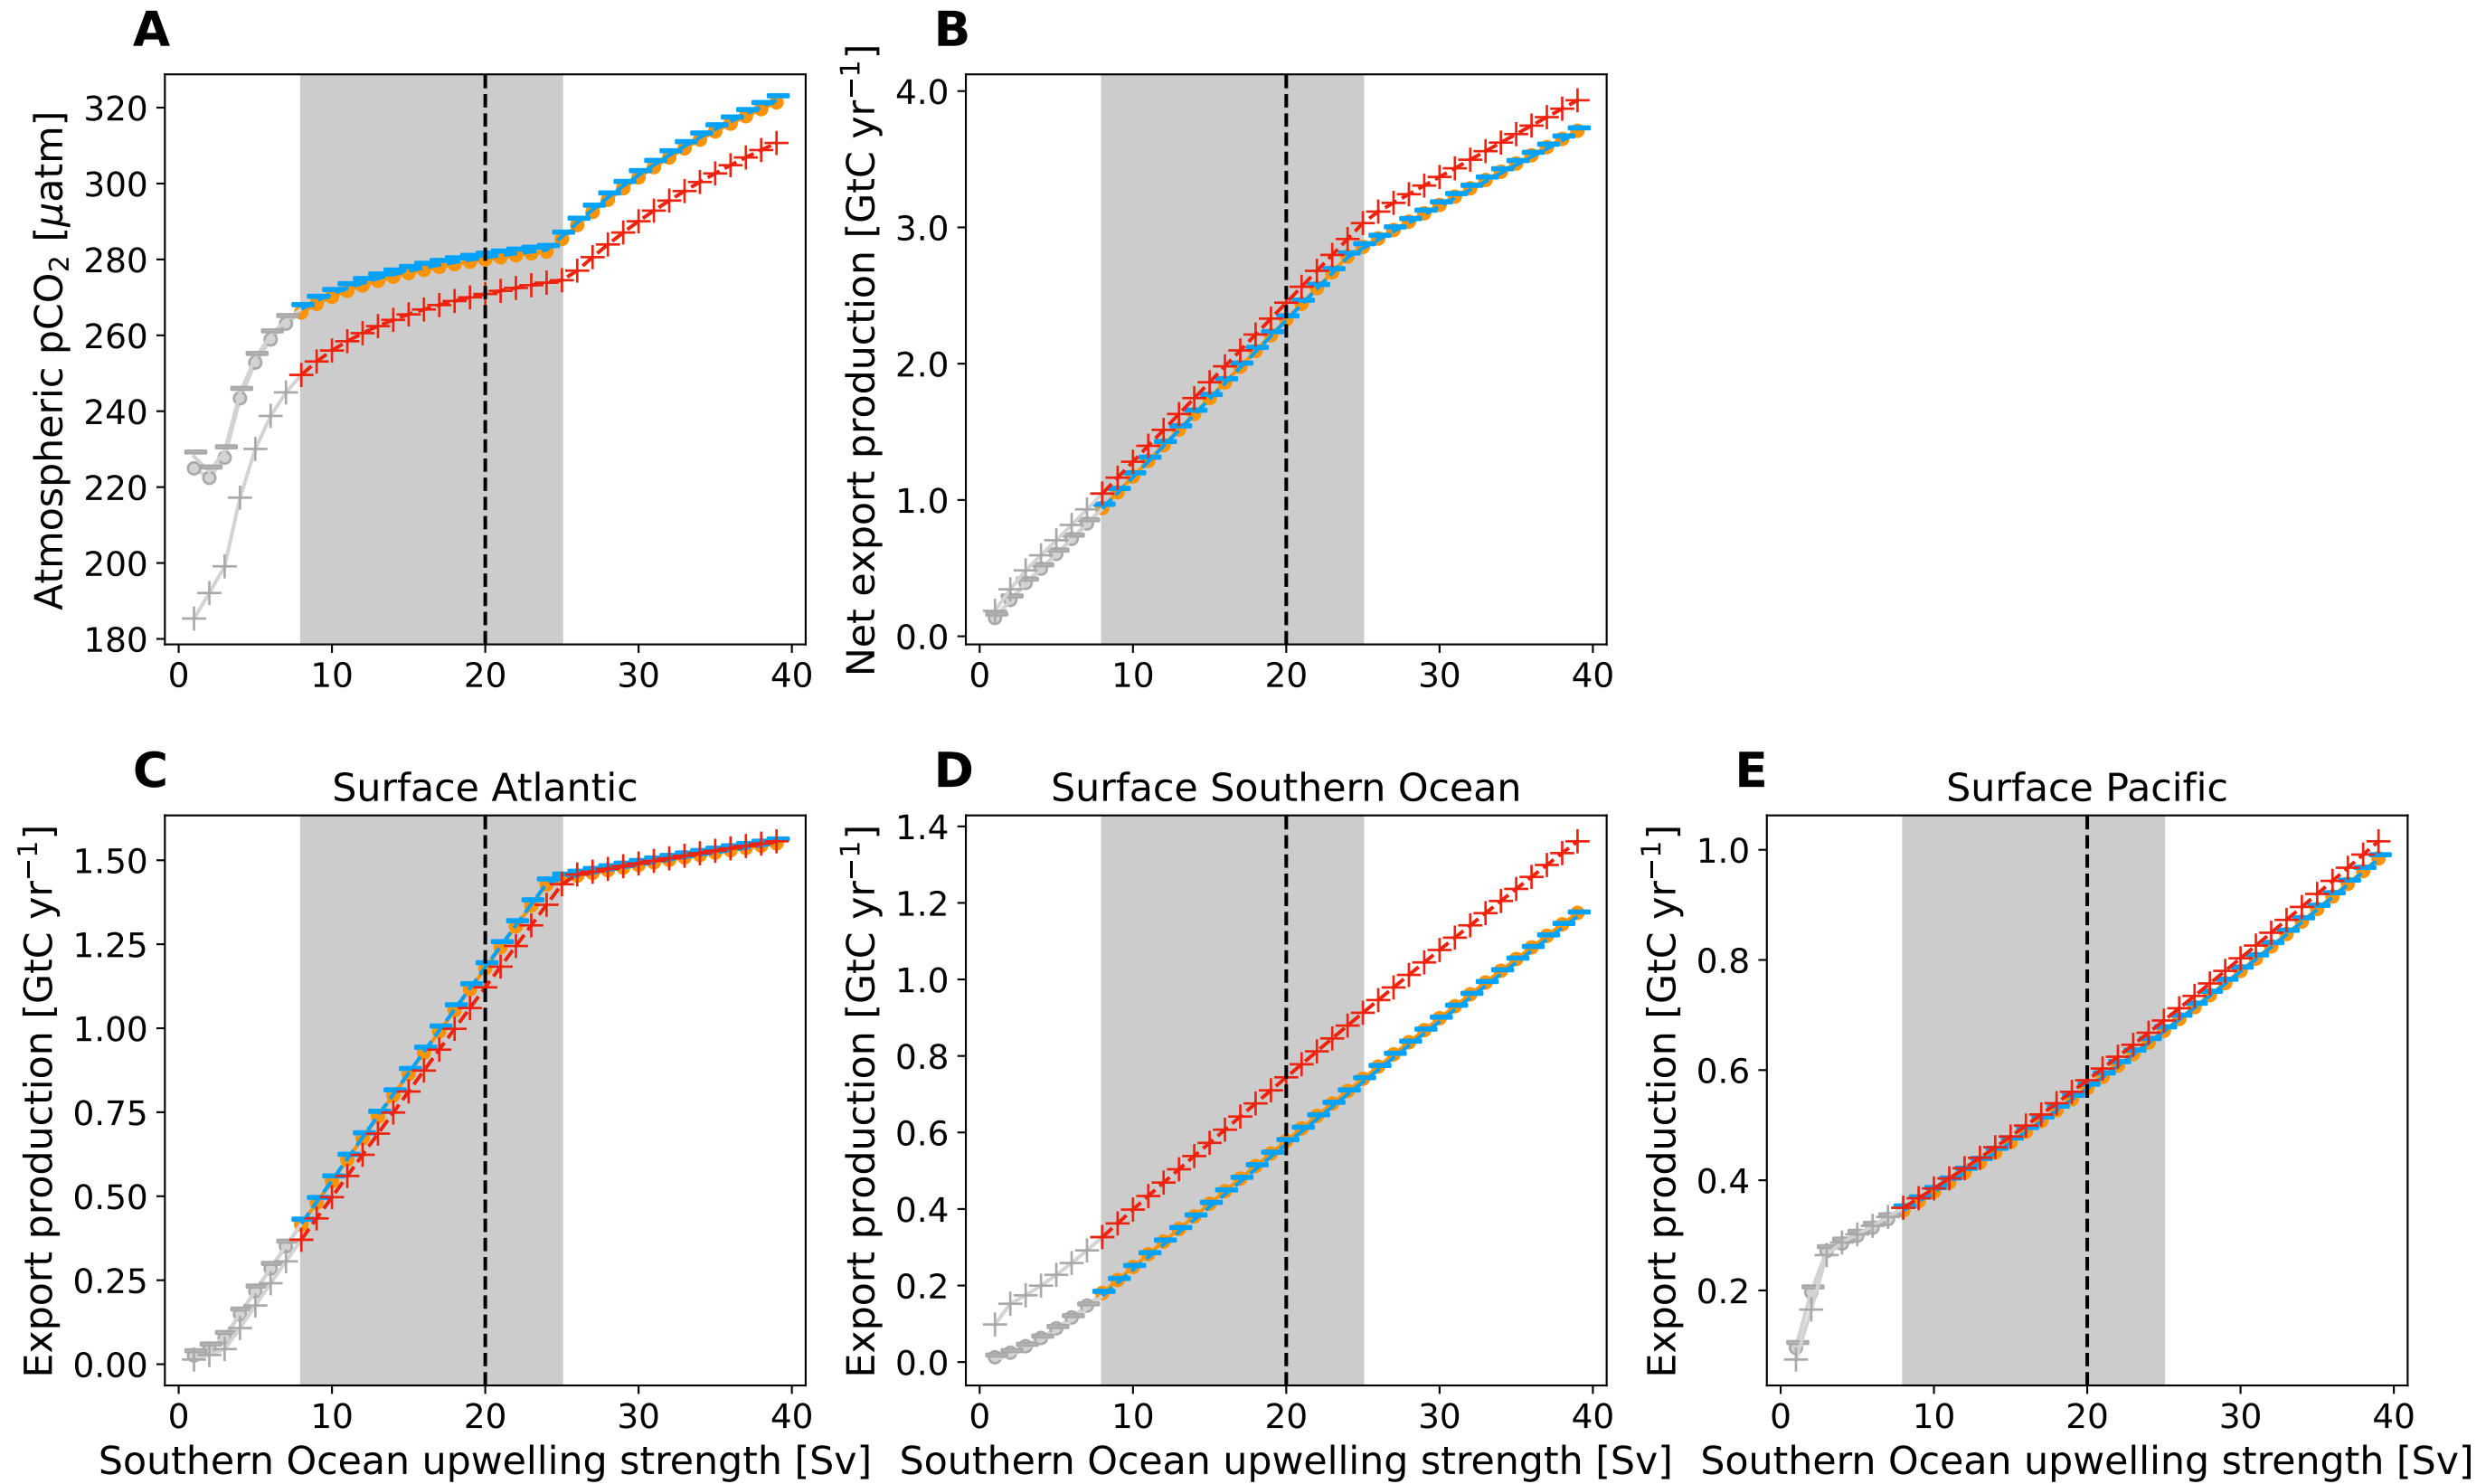 A
B
Atmospheric pCO₂ [μatm]
320
300
280
260
240
220
200
180
0 10 20 30 40
Net export production [GtC yr⁻¹]
4.0
3.0
2.0
1.0
0.0
0 10 20 30 40
C
Surface Atlantic
Export production [GtC yr⁻¹]
1.50
1.25
1.00
0.75
0.50
0.25
0.00
0 10 20 30 40
Southern Ocean upwelling strength [Sv]
D
Surface Southern Ocean
Export production [GtC yr⁻¹]
1.4
1.2
1.0
0.8
0.6
0.4
0.2
0.0
0 10 20 30 40
Southern Ocean upwelling strength [Sv]
E
Surface Pacific
Export production [GtC yr⁻¹]
1.0
0.8
0.6
0.4
0.2
0 10 20 30 40
Southern Ocean upwelling strength [Sv]